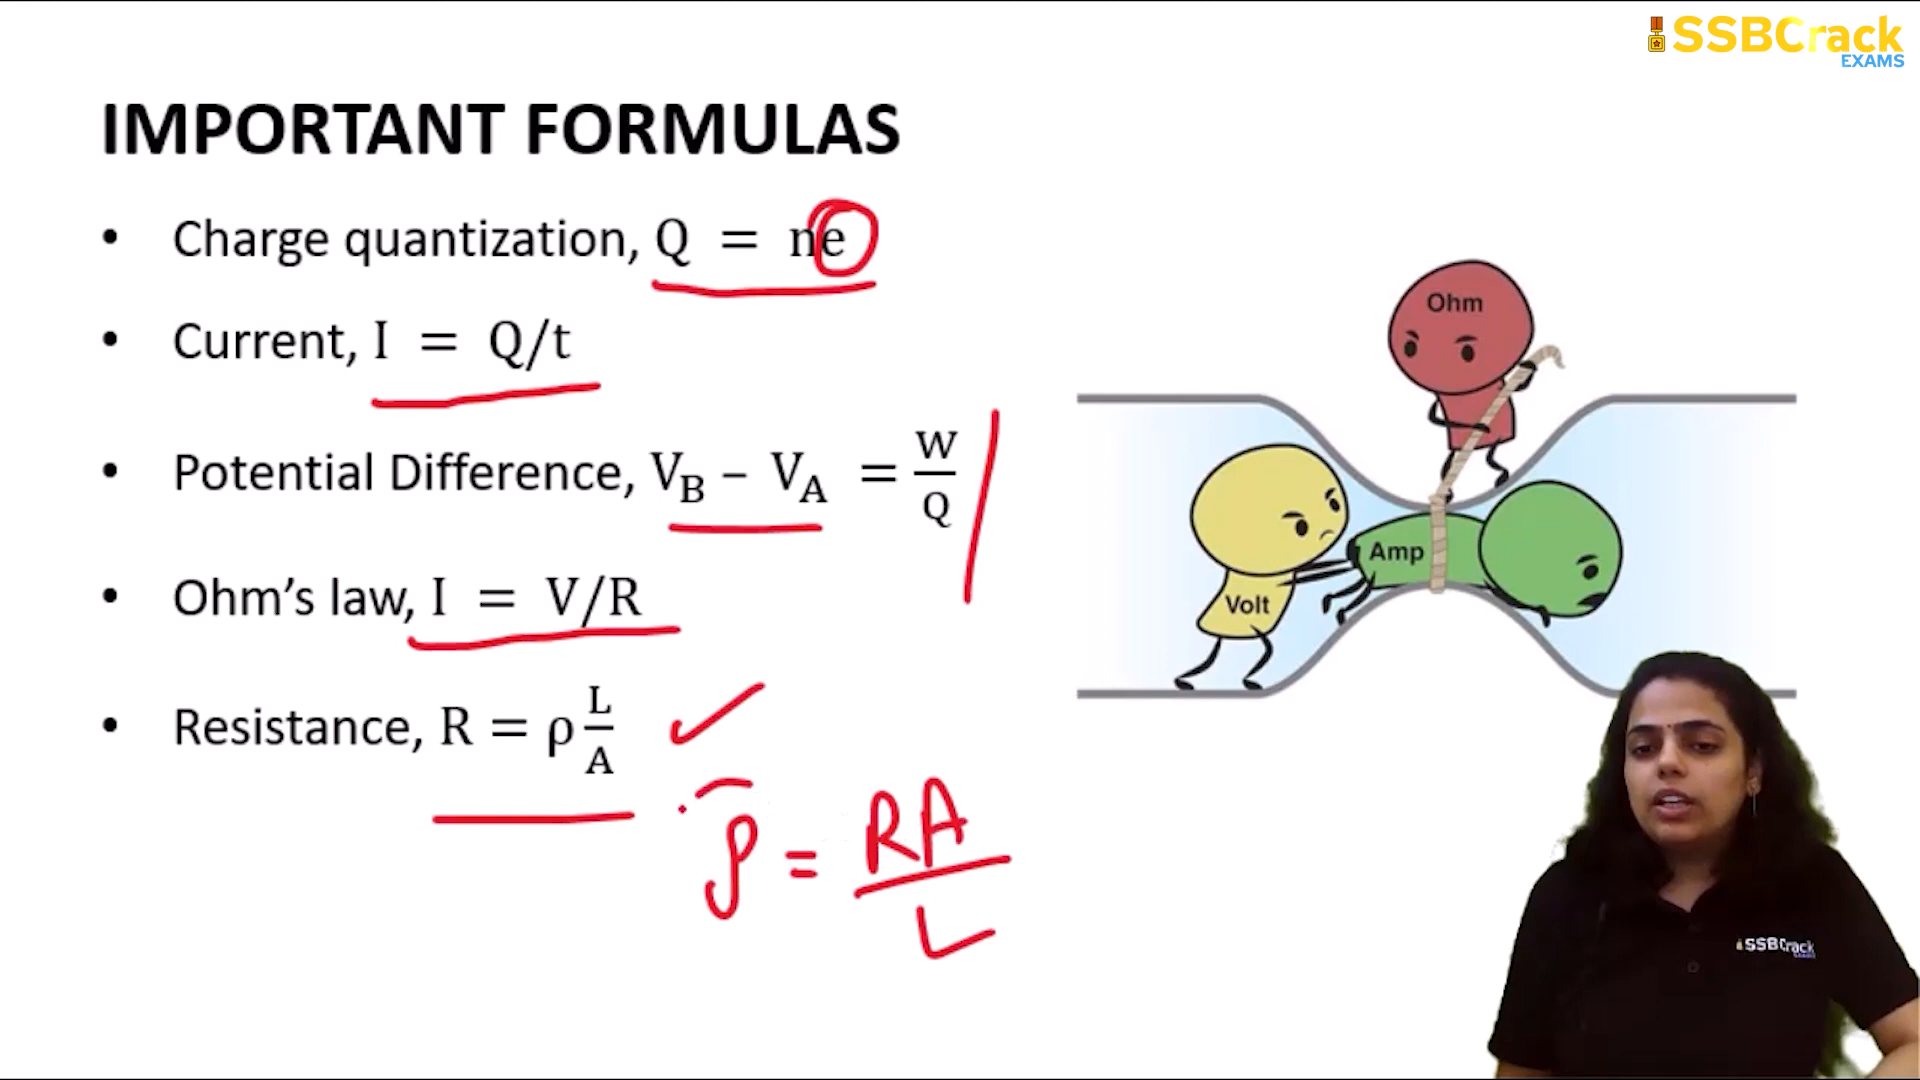 SSBCrack
EXAMS
IMPORTANT FORMULAS
• Charge quantization, Q = ne
• Current, I = Q/t
• Potential Difference, V_B – V_A = W/Q
• Ohm's law, I = V/R
• Resistance, R = ρ L/A
ρ = RA/L
Ohm
Amp
Volt
SSBCrack
EXAMS